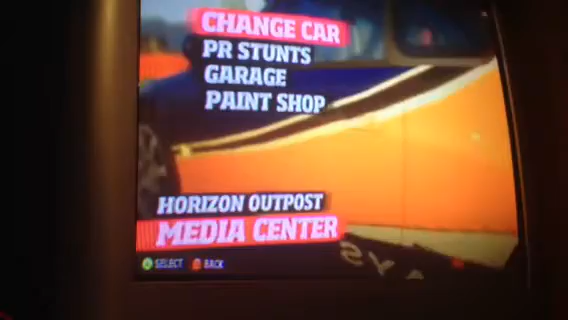 CHANGE CAR
PR STUNTS
GARAGE
PAINT SHOP
HORIZON OUTPOST
MEDIA CENTER
SELECT BACK